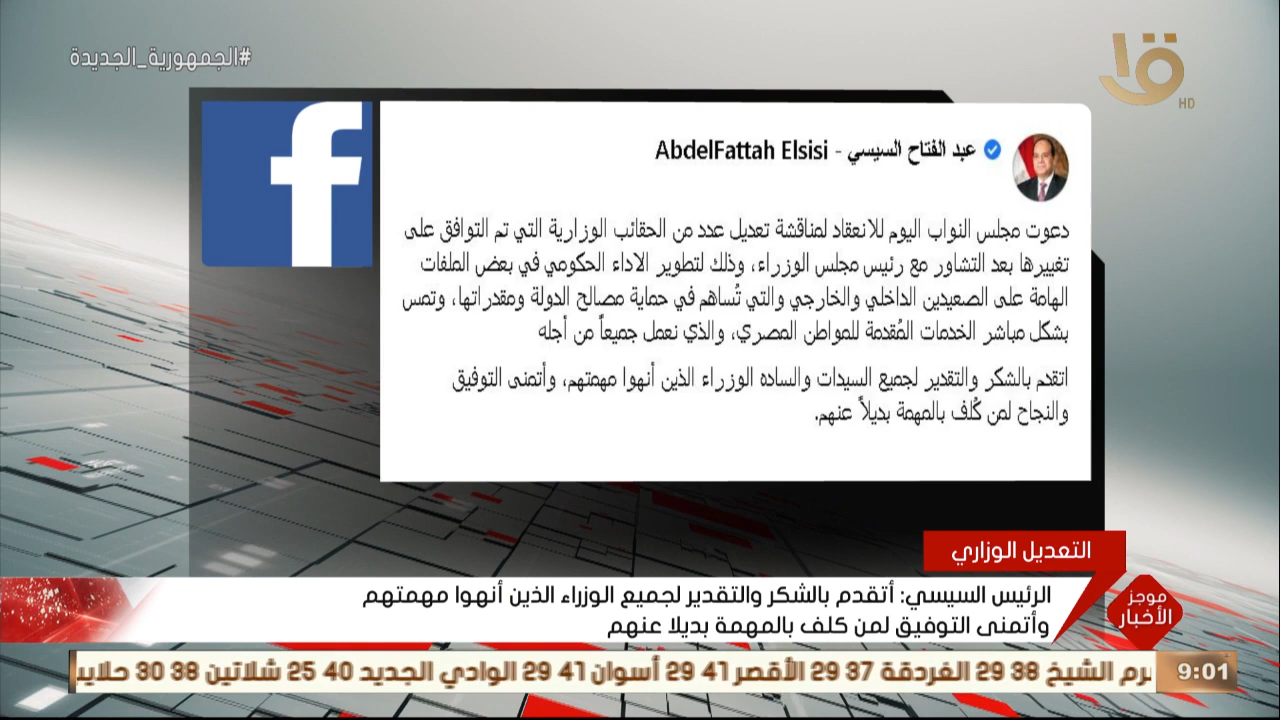 #الجمهورية_الجديدة
HD
عبد الفتاح السيسي - AbdelFattah Elsisi
دعوت مجلس النواب اليوم للانعقاد لمناقشة تعديل عدد من الحقائب الوزارية التي تم التوافق على
تغييرها بعد التشاور مع رئيس مجلس الوزراء، وذلك لتطوير الاداء الحكومي في بعض الملفات
الهامة على الصعيدين الداخلي والخارجي والتي تُساهم في حماية مصالح الدولة ومقدراتها، وتمس
بشكل مباشر الخدمات المُقدمة للمواطن المصري، والذي نعمل جميعاً من أجله
اتقدم بالشكر والتقدير لجميع السيدات والساده الوزراء الذين أنهوا مهمتهم، وأتمنى التوفيق
والنجاح لمن كُلف بالمهمة بديلاً عنهم.
التعديل الوزاري
موجز
الأخبار
الرئيس السيسي: أتقدم بالشكر والتقدير لجميع الوزراء الذين أنهوا مهمتهم
وأتمنى التوفيق لمن كلف بالمهمة بديلا عنهم
9:01
الشيخ 38 29 الغردقة 37 29 الأقصر 41 29 أسوان 41 29 الوادي الجديد 40 25 شلاتين 38 30